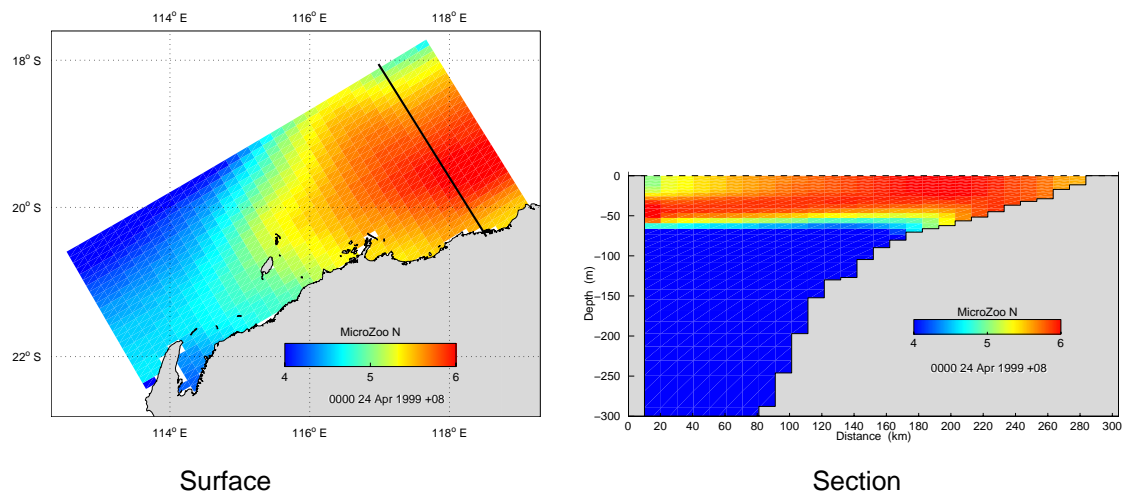 114° E 116° E 118° E
18° S
20° S
22° S
MicroZoo N
4 5 6
0000 24 Apr 1999 +08
114° E 116° E 118° E
Surface
0
−50
−100
−150
−200
−250
−300
Depth (m)
MicroZoo N
4 5 6
0000 24 Apr 1999 +08
0 20 40 60 80 100 120 140 160 180 200 220 240 260 280 300
Distance (km)
Section